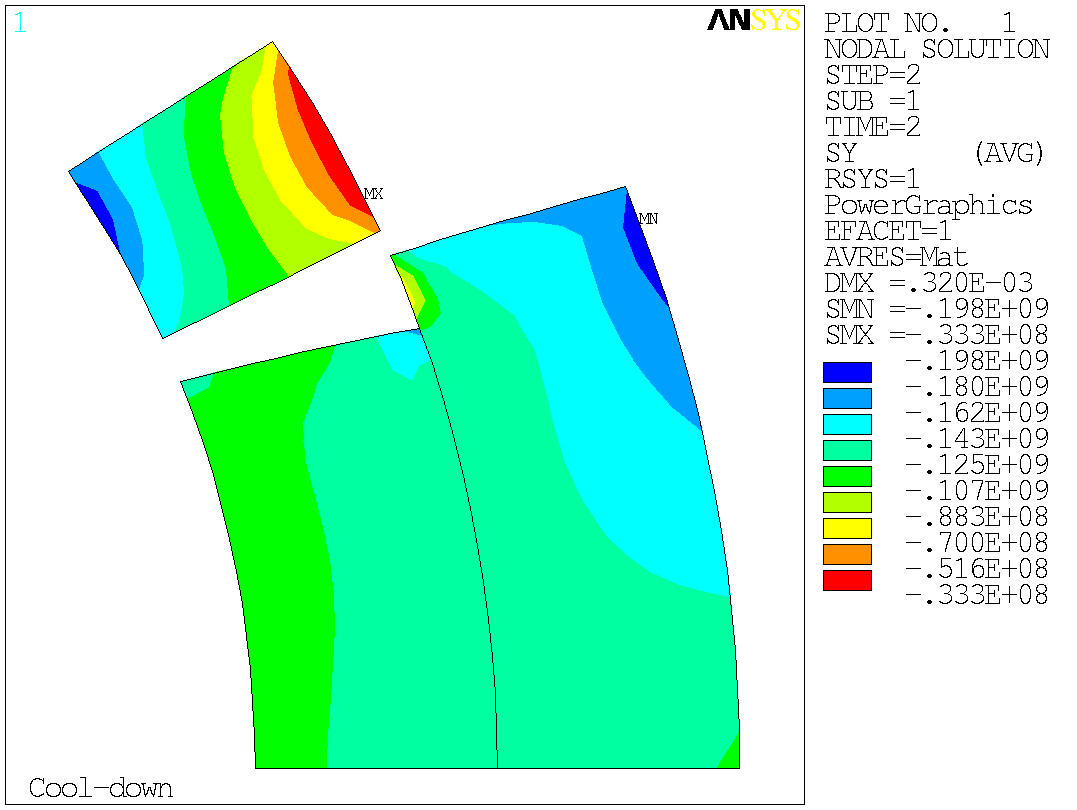 1
ANSYS
PLOT NO. 1
NODAL SOLUTION
STEP=2
SUB =1
TIME=2
SY (AVG)
RSYS=1
PowerGraphics
EFACET=1
AVRES=Mat
DMX =.320E-03
SMN =-.198E+09
SMX =-.333E+08
-.198E+09
-.180E+09
-.162E+09
-.143E+09
-.125E+09
-.107E+09
-.883E+08
-.700E+08
-.516E+08
-.333E+08
MX
MN
Cool-down